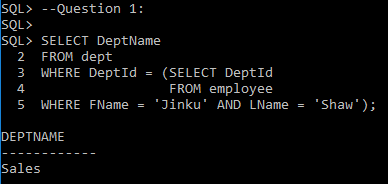 SQL> --Question 1:
SQL>
SQL> SELECT DeptName
  2  FROM dept
  3  WHERE DeptId = (SELECT DeptId
  4                  FROM employee
  5  WHERE FName = 'Jinku' AND LName = 'Shaw');

DEPTNAME
------------
Sales